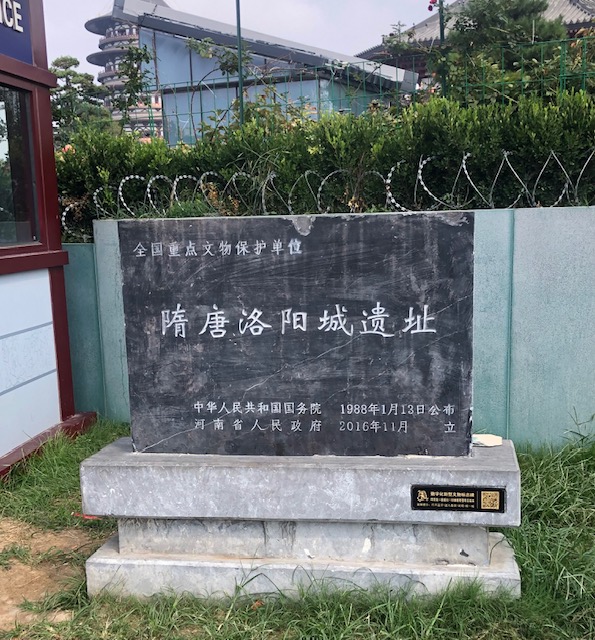 ICE
全国重点文物保护单位
隋唐洛阳城遗址
中华人民共和国国务院 1988年1月13日公布
河南省人民政府 2016年11月 立